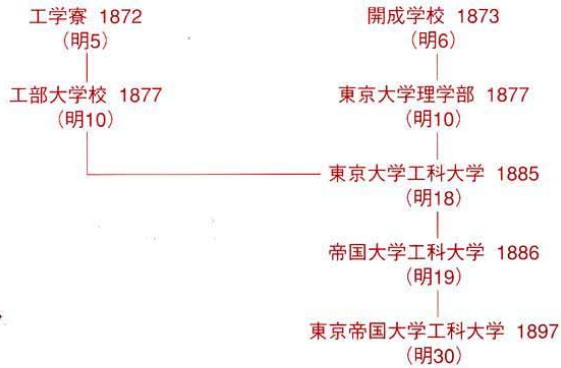 工学寮 1872
(明5)
工部大学校 1877
(明10)
開成学校 1873
(明6)
東京大学理学部 1877
(明10)
東京大学工科大学 1885
(明18)
帝国大学工科大学 1886
(明19)
東京帝国大学工科大学 1897
(明30)